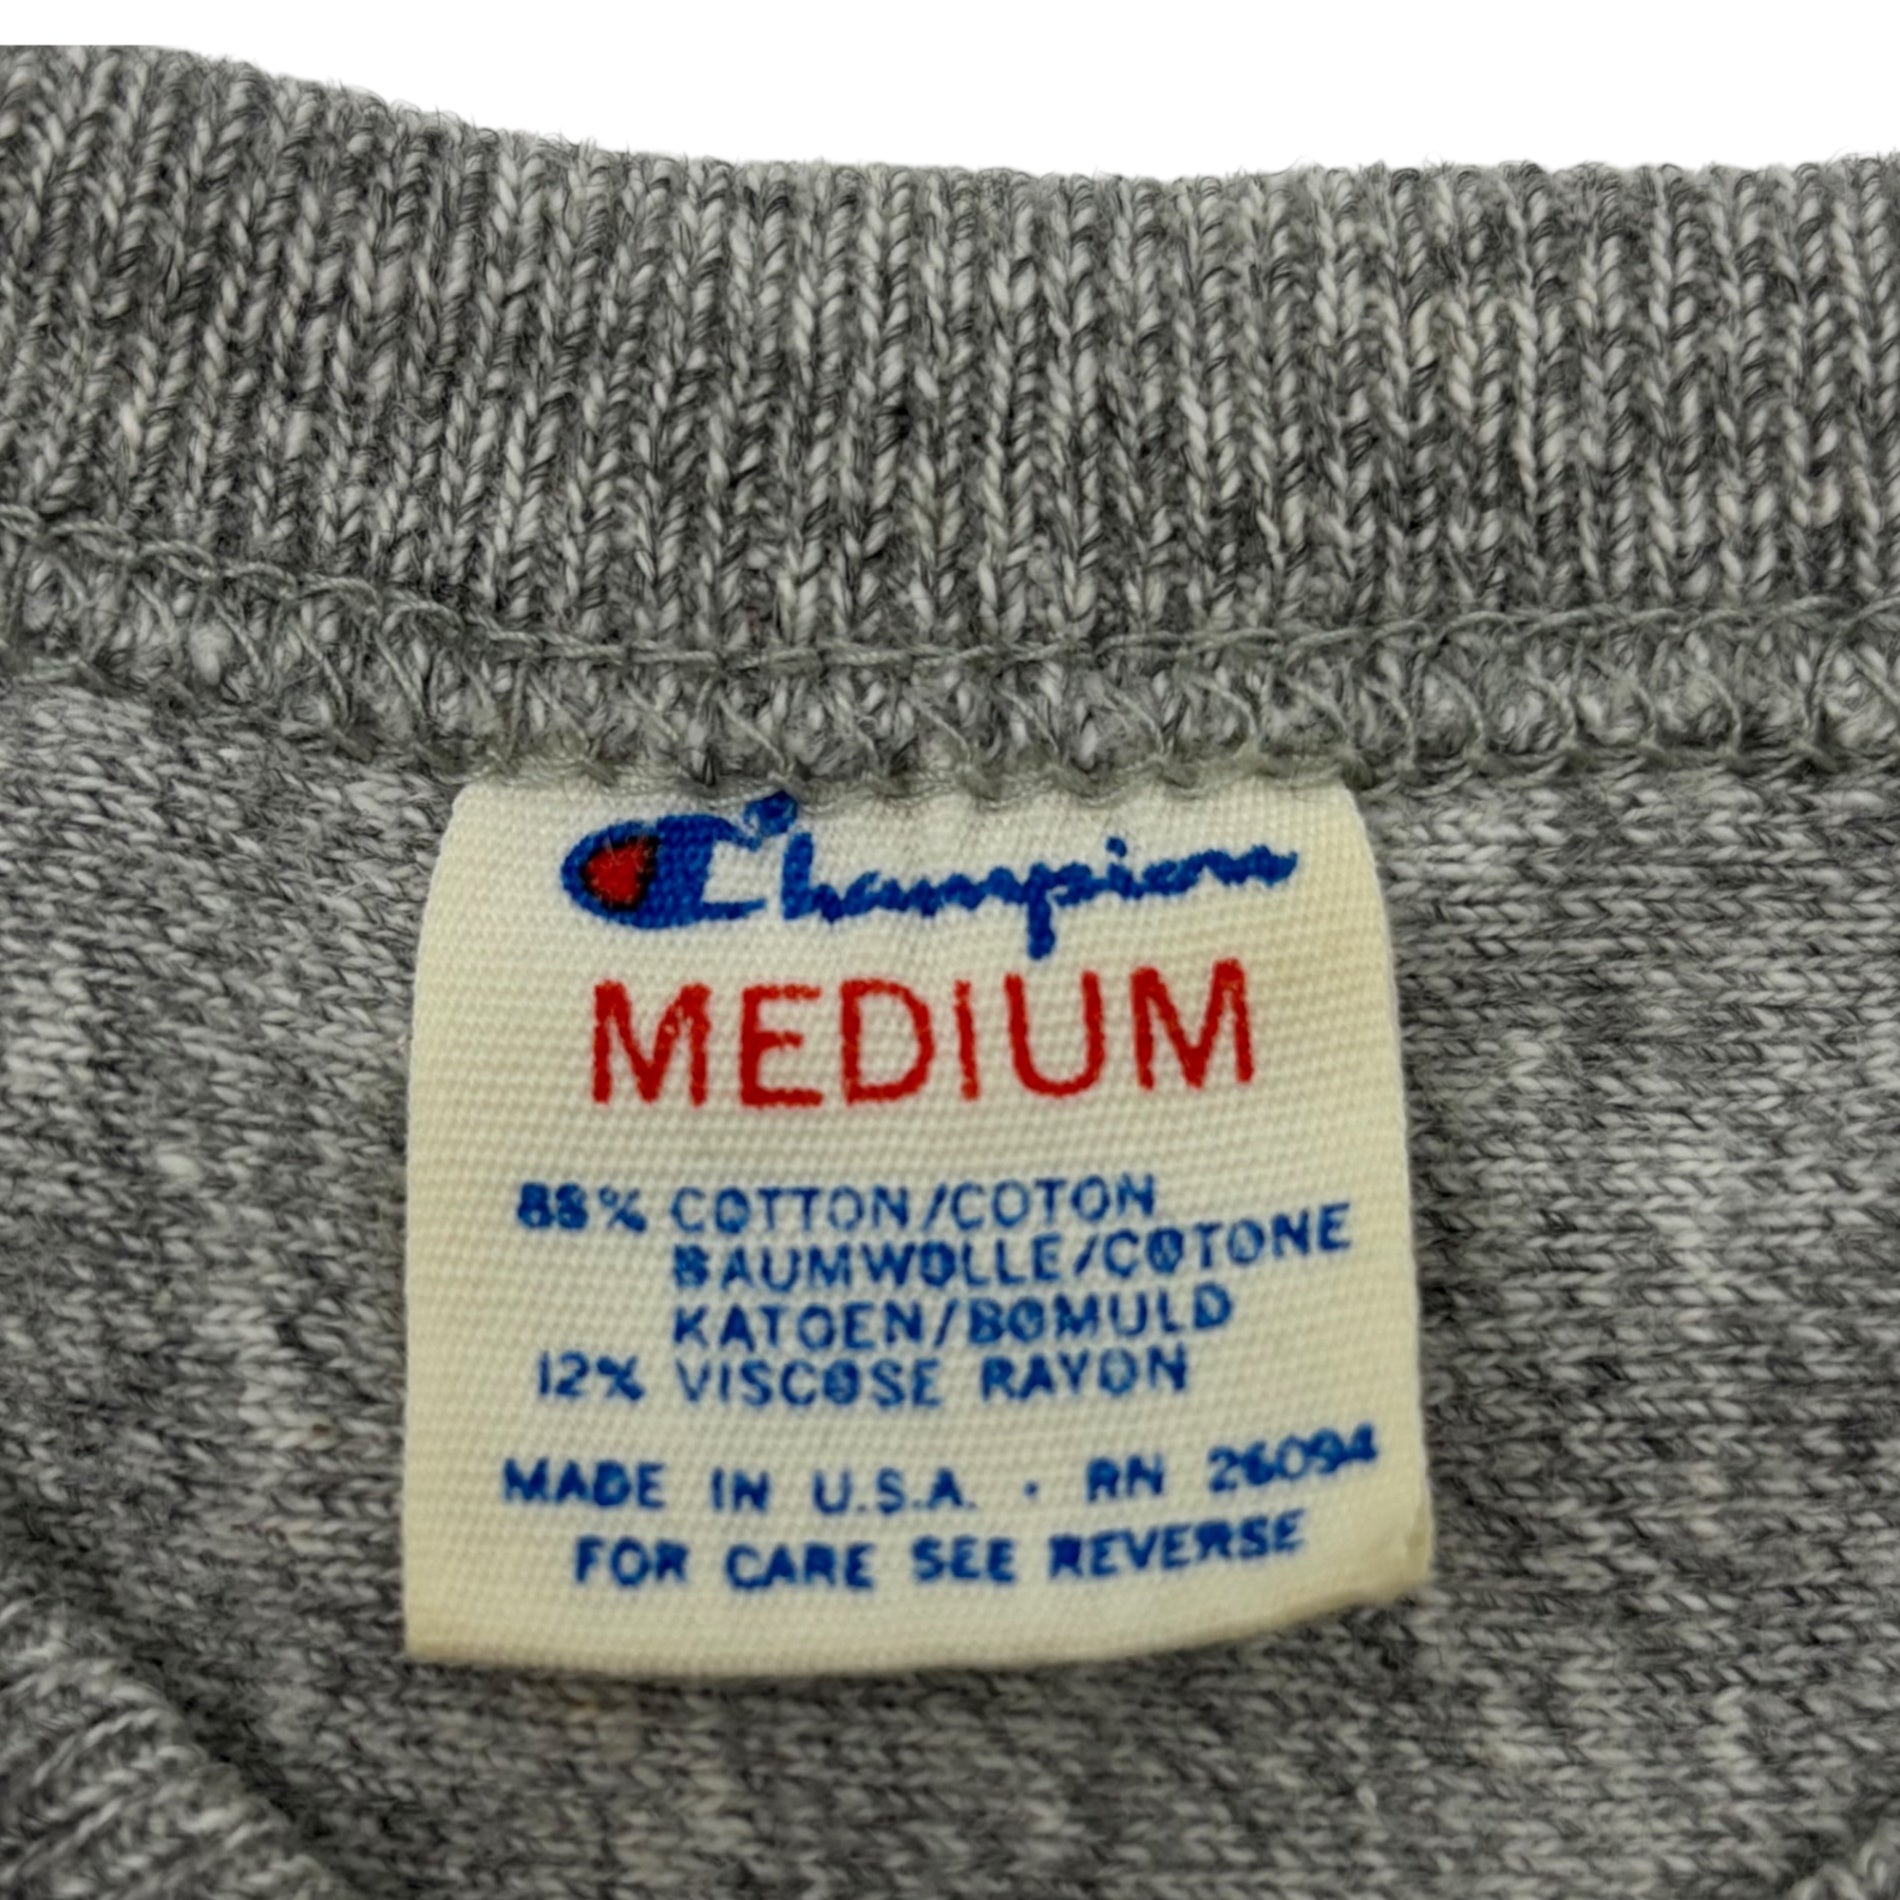 Champion
MEDIUM
88% COTTON/COTON
BAUMWOLLE/COTONE
KATOEN/BOMULD
12% VISCOSE RAYON
MADE IN U.S.A. · RN 26094
FOR CARE SEE REVERSE